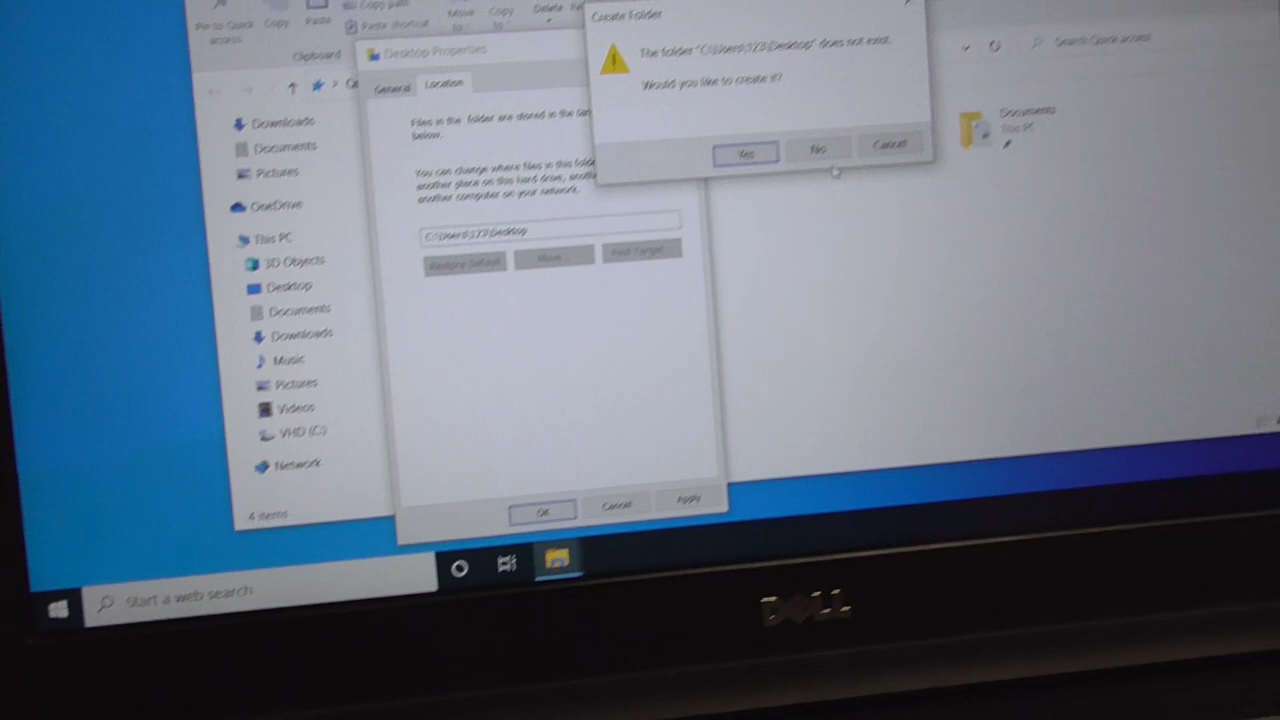 Pin to Quick
access
Copy
Paste
Copy path
Paste shortcut
Move
to
Copy
to
Delete
Clipboard
Desktop Properties
General
Location
Files in the folder are stored in the
below.
You can change where files in this folder
another place on this hard drive,
another computer on your network.
C:\Users\123\Desktop
Restore Default
Move...
Find Target...
OK
Cancel
Apply
Create Folder
The folder "C:\Users\123\Desktop" does not exist.
Would you like to create it?
Yes
No
Cancel
Search Quick access
Documents
This PC
Downloads
Documents
Pictures
OneDrive
This PC
3D Objects
Desktop
Documents
Downloads
Music
Pictures
Videos
VHD (C:)
Network
4 items
Start a web search
DELL